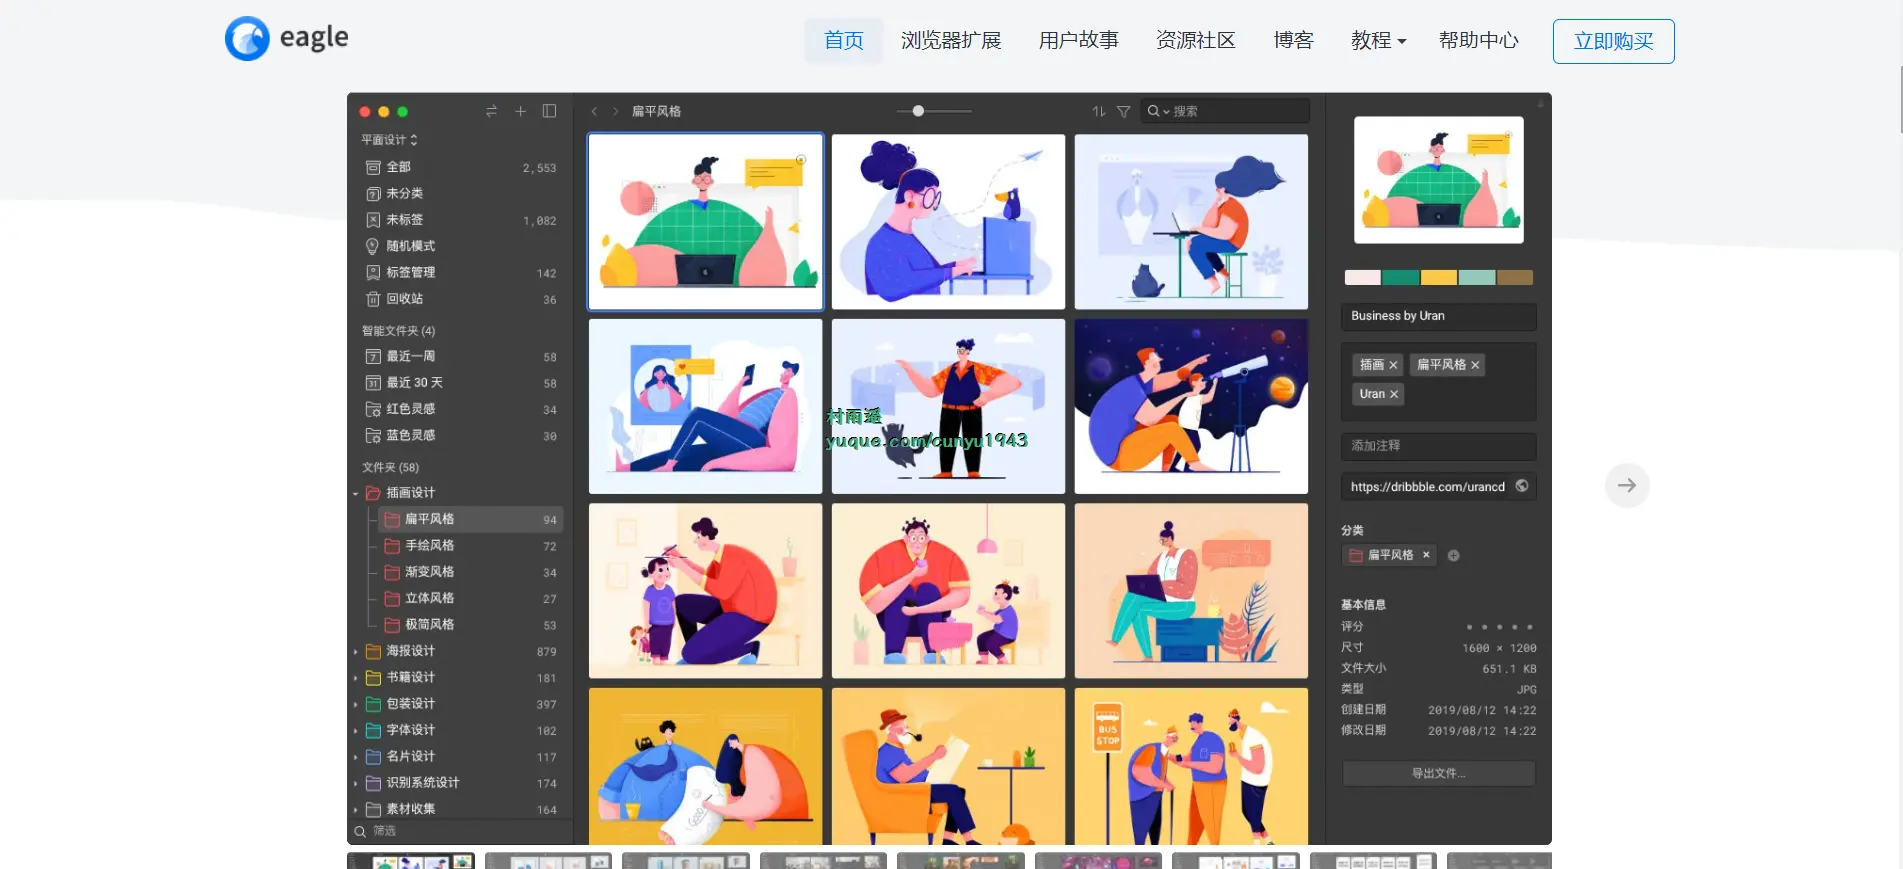 eagle
首页 浏览器扩展 用户故事 资源社区 博客 教程 帮助中心 立即购买
平面设计
全部 2,553
未分类
未标签 1,082
随机模式
标签管理 142
回收站 36
智能文件夹 (4)
最近一周 58
最近 30 天 58
红色灵感 34
蓝色灵感 30
文件夹 (58)
插画设计
扁平风格 94
手绘风格 72
渐变风格 34
立体风格 27
极简风格 53
海报设计 879
书籍设计 181
包装设计 397
字体设计 102
名片设计 117
识别系统设计 174
素材收集 164
筛选
扁平风格
搜索
村雨遥
yuque.com/cunyu1943
BUS
STOP
Business by Uran
插画 × 扁平风格 ×
Uran ×
添加注释
https://dribbble.com/urancd
分类
扁平风格 ×
基本信息
评分
尺寸 1600 × 1200
文件大小 651.1 KB
类型 JPG
创建日期 2019/08/12 14:22
修改日期 2019/08/12 14:22
导出文件...